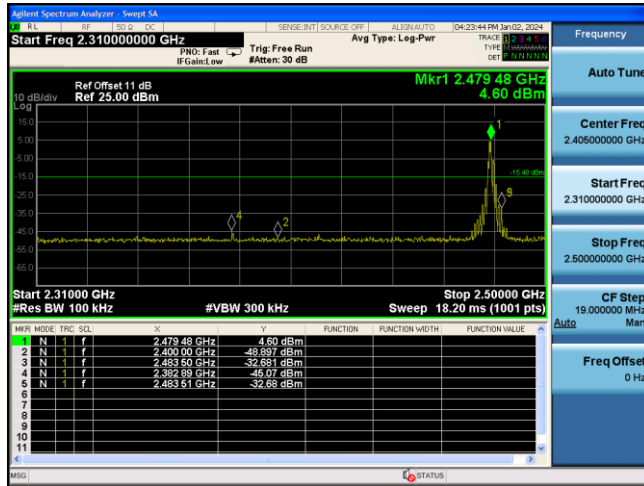 Agilent Spectrum Analyzer - Swept SA
RL RF 50 Ω DC SENSE:INT SOURCE OFF ALIGN AUTO 04:23:44 PM Jan 02, 2024
Start Freq 2.310000000 GHz
PNO: Fast
IFGain:Low
Trig: Free Run
#Atten: 30 dB
Avg Type: Log-Pwr
TRACE 1 2 3 4 5 6
TYPE M
DET P N N N N N
Ref Offset 11 dB
10 dB/div Ref 25.00 dBm
Log
Mkr1 2.479 48 GHz
4.60 dBm
15.0
5.00
-5.00
-15.0
-25.0
-35.0
-45.0
-55.0
-65.0
1
-15.40 dBm
4
2
Start 2.31000 GHz Stop 2.50000 GHz
#Res BW 100 kHz #VBW 300 kHz Sweep 18.20 ms (1001 pts)
MKR MODE TRC SCL X Y FUNCTION FUNCTION WIDTH FUNCTION VALUE
1 N 1 f 2.479 48 GHz 4.60 dBm
2 N 1 f 2.400 00 GHz -48.897 dBm
3 N 1 f 2.483 50 GHz -32.681 dBm
4 N 1 f 2.382 89 GHz -45.07 dBm
5 N 1 f 2.483 51 GHz -32.68 dBm
6
7
8
9
10
11
MSG STATUS
Frequency
Auto Tune
Center Freq
2.405000000 GHz
Start Freq
2.310000000 GHz
Stop Freq
2.500000000 GHz
CF Step
19.000000 MHz
Auto Man
Freq Offset
0 Hz